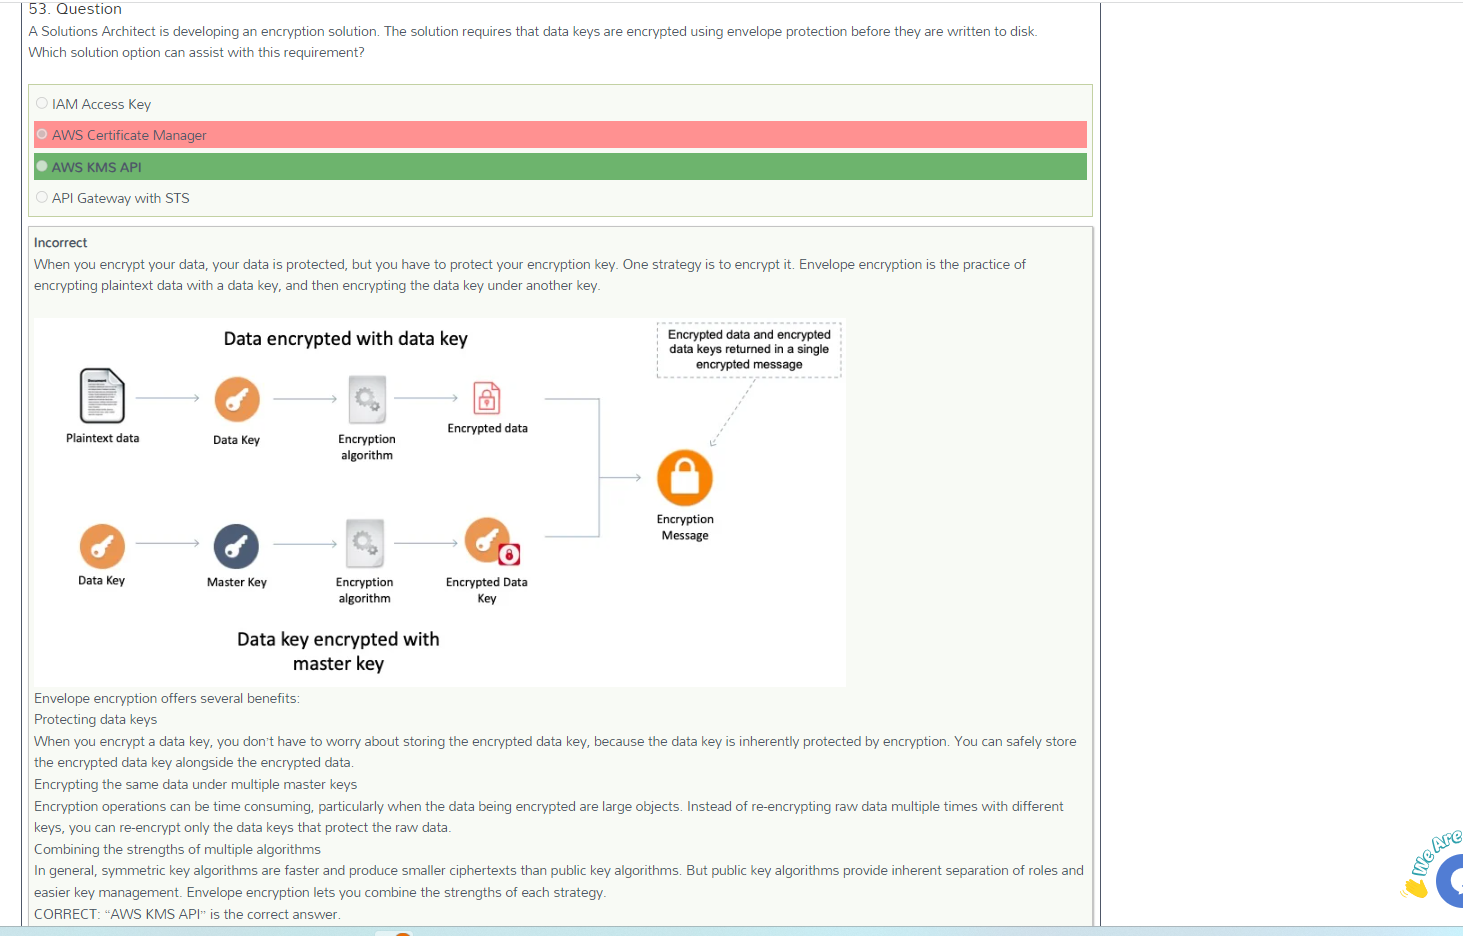 53. Question
A Solutions Architect is developing an encryption solution. The solution requires that data keys are encrypted using envelope protection before they are written to disk.
Which solution option can assist with this requirement?
IAM Access Key
AWS Certificate Manager
AWS KMS API
API Gateway with STS
Incorrect
When you encrypt your data, your data is protected, but you have to protect your encryption key. One strategy is to encrypt it. Envelope encryption is the practice of
encrypting plaintext data with a data key, and then encrypting the data key under another key.
Data encrypted with data key
Encrypted data and encrypted
data keys returned in a single
encrypted message
Plaintext data
Data Key
Encryption
algorithm
Encrypted data
Encryption
Message
Data Key
Master Key
Encryption
algorithm
Encrypted Data
Key
Data key encrypted with
master key
Envelope encryption offers several benefits:
Protecting data keys
When you encrypt a data key, you don't have to worry about storing the encrypted data key, because the data key is inherently protected by encryption. You can safely store
the encrypted data key alongside the encrypted data.
Encrypting the same data under multiple master keys
Encryption operations can be time consuming, particularly when the data being encrypted are large objects. Instead of re-encrypting raw data multiple times with different
keys, you can re-encrypt only the data keys that protect the raw data.
Combining the strengths of multiple algorithms
In general, symmetric key algorithms are faster and produce smaller ciphertexts than public key algorithms. But public key algorithms provide inherent separation of roles and
easier key management. Envelope encryption lets you combine the strengths of each strategy.
CORRECT: “AWS KMS API” is the correct answer.
We Are